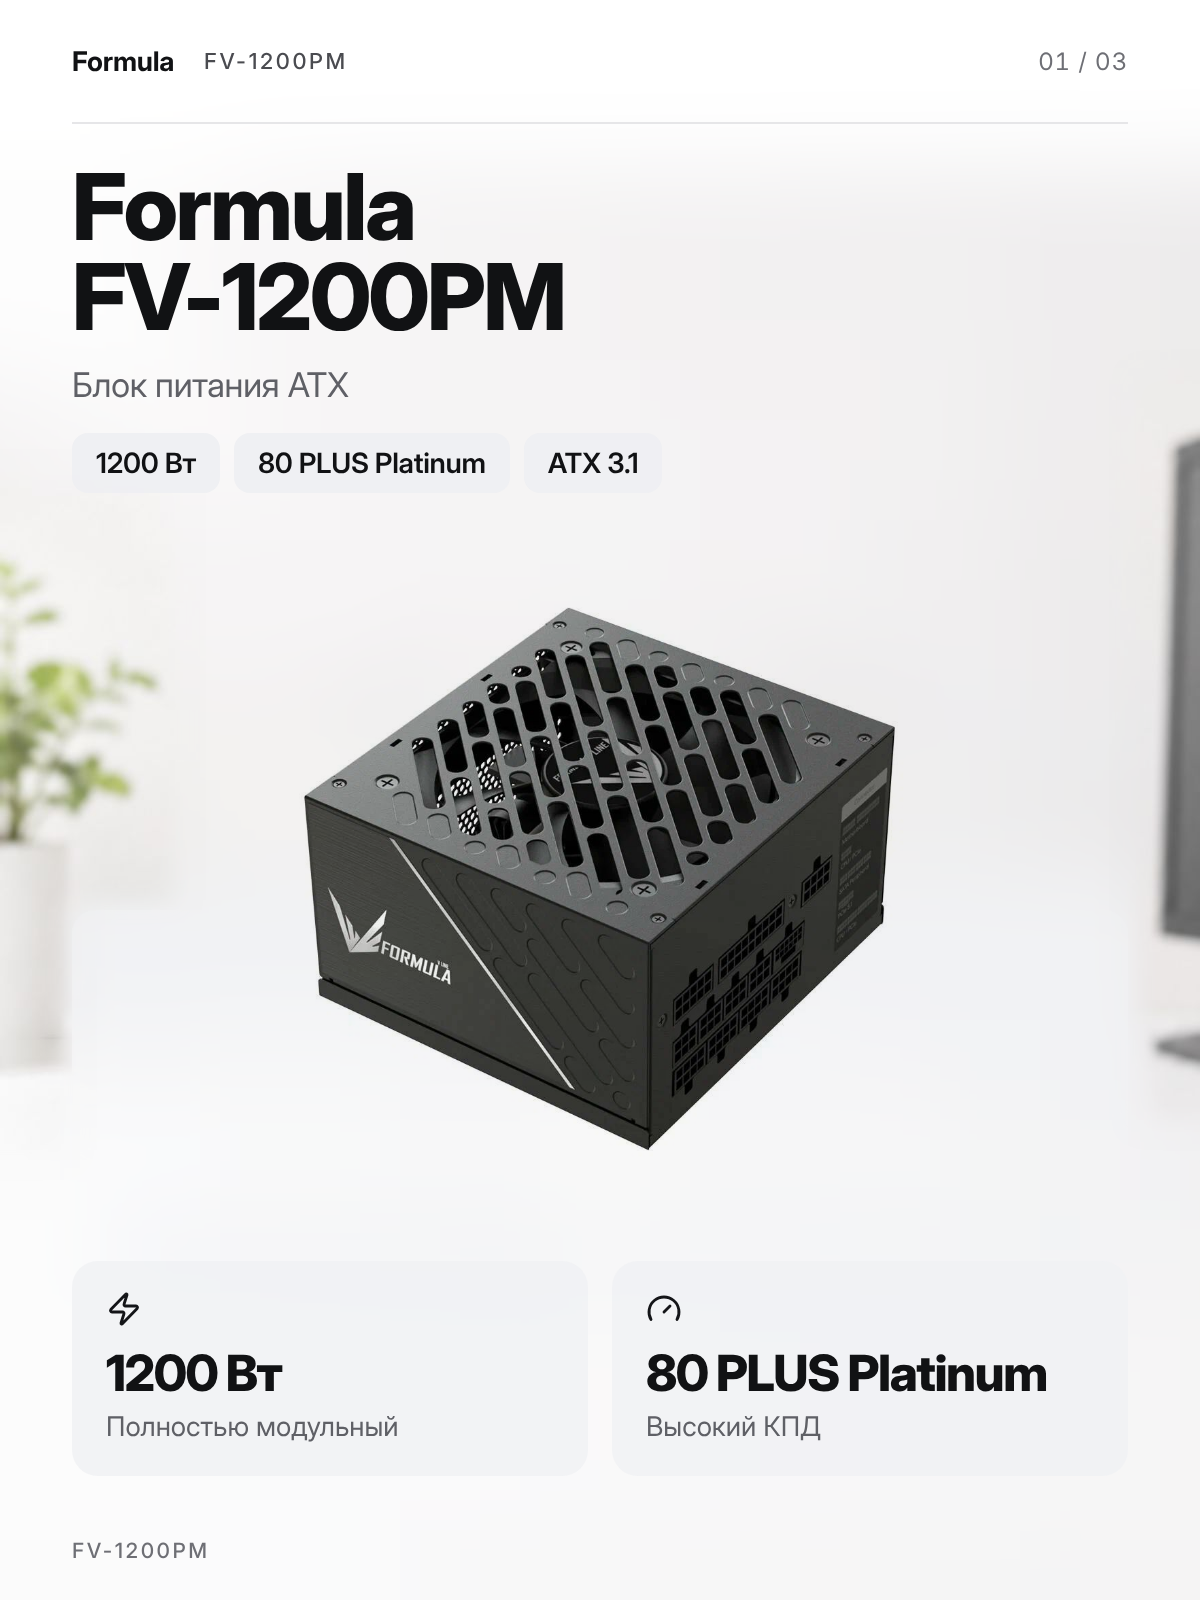 Formula FV-1200PM 01 / 03
Formula
FV-1200PM
Блок питания ATX
1200 Вт 80 PLUS Platinum ATX 3.1
FORMULA
V LINE
1200 Вт
Полностью модульный
80 PLUS Platinum
Высокий КПД
FV-1200PM